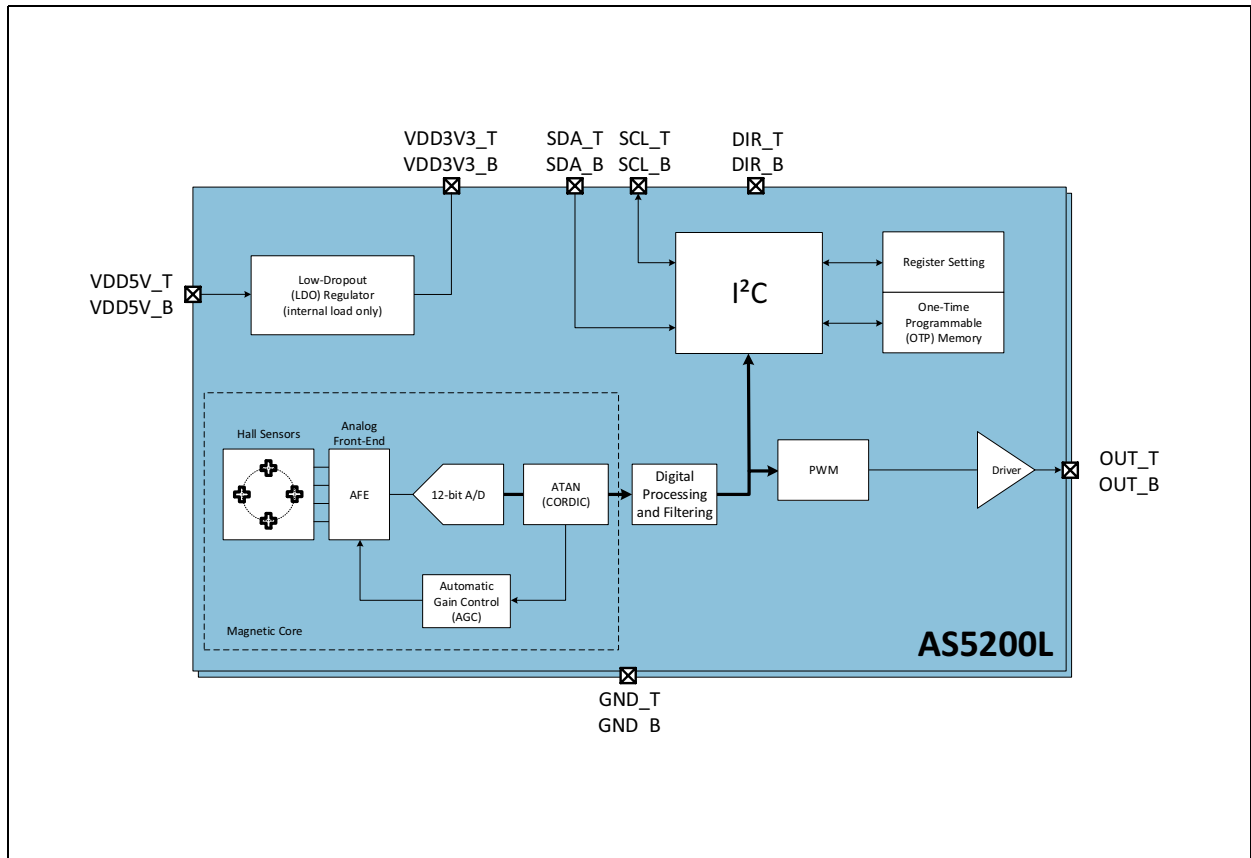 VDD3V3_T
VDD3V3_B
SDA_T
SDA_B
SCL_T
SCL_B
DIR_T
DIR_B
VDD5V_T
VDD5V_B
Low-Dropout
(LDO) Regulator
(internal load only)
I²C
Register Setting
One-Time
Programmable
(OTP) Memory
Hall Sensors
Analog
Front-End
AFE
12-bit A/D
ATAN
(CORDIC)
Digital
Processing
and Filtering
PWM
Driver
OUT_T
OUT_B
Automatic
Gain Control
(AGC)
Magnetic Core
AS5200L
GND_T
GND B